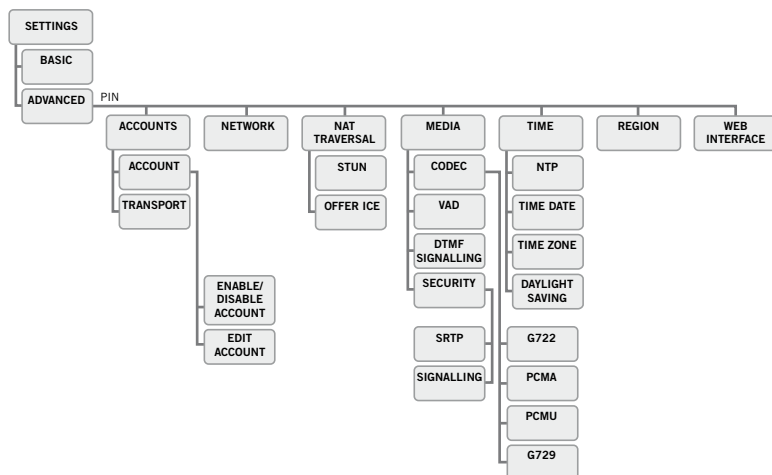 SETTINGS
BASIC
ADVANCED
PIN
ACCOUNTS
NETWORK
NAT
TRAVERSAL
MEDIA
TIME
REGION
WEB
INTERFACE
ACCOUNT
STUN
CODEC
NTP
TRANSPORT
OFFER ICE
VAD
TIME DATE
DTMF
SIGNALLING
TIME ZONE
ENABLE/
DISABLE
ACCOUNT
SECURITY
DAYLIGHT
SAVING
EDIT
ACCOUNT
SRTP
G722
SIGNALLING
PCMA
PCMU
G729